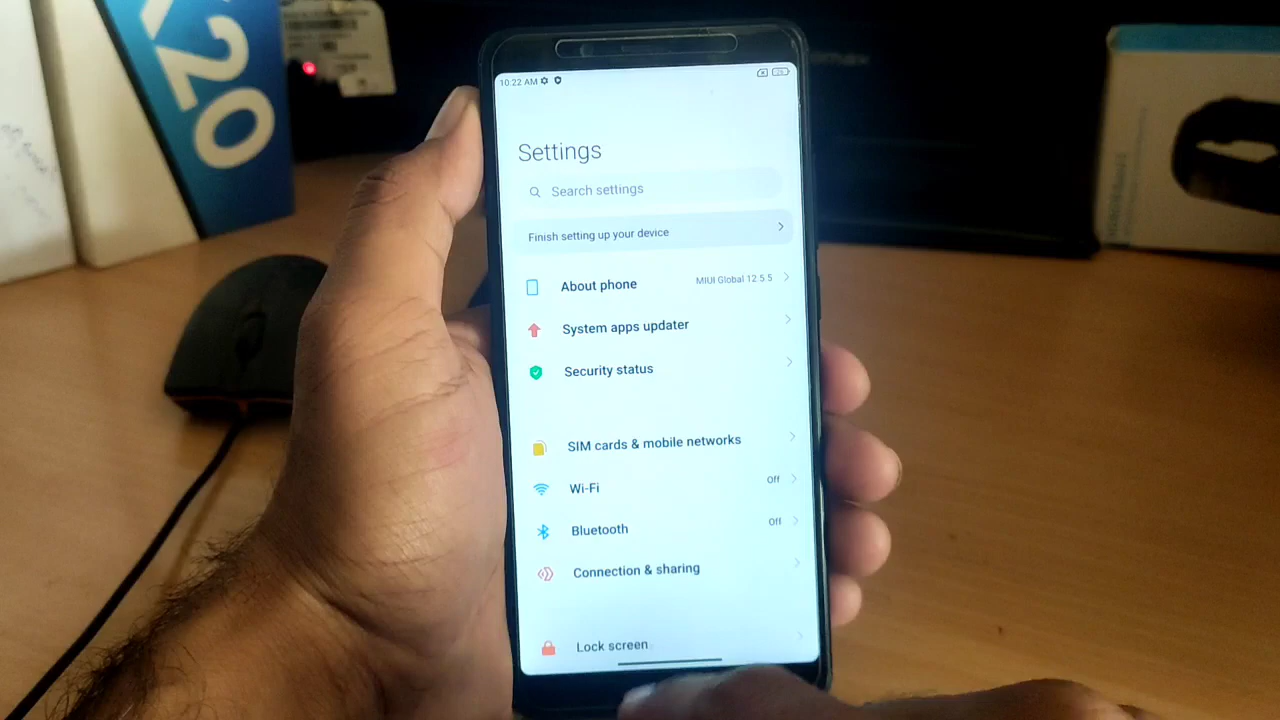 K20
10:22 AM
Settings
Search settings
Finish setting up your device
About phone
MIUI Global 12.5.5
System apps updater
Security status
SIM cards & mobile networks
Wi-Fi
Off
Bluetooth
Off
Connection & sharing
Lock screen